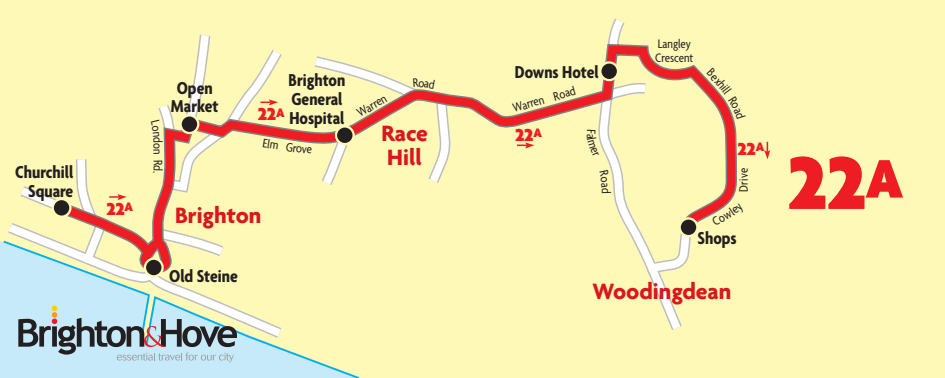 Churchill
Square
22A
Old Steine
Brighton
London Rd.
Open
Market
22A
Elm Grove
Brighton
General
Hospital
Warren Road
Race
Hill
Warren Road
22A
Downs Hotel
Langley
Crescent
Bexhill Road
22A
Falmer Road
Cowley Drive
Shops
Woodingdean
22A
Brighton&Hove
essential travel for our city